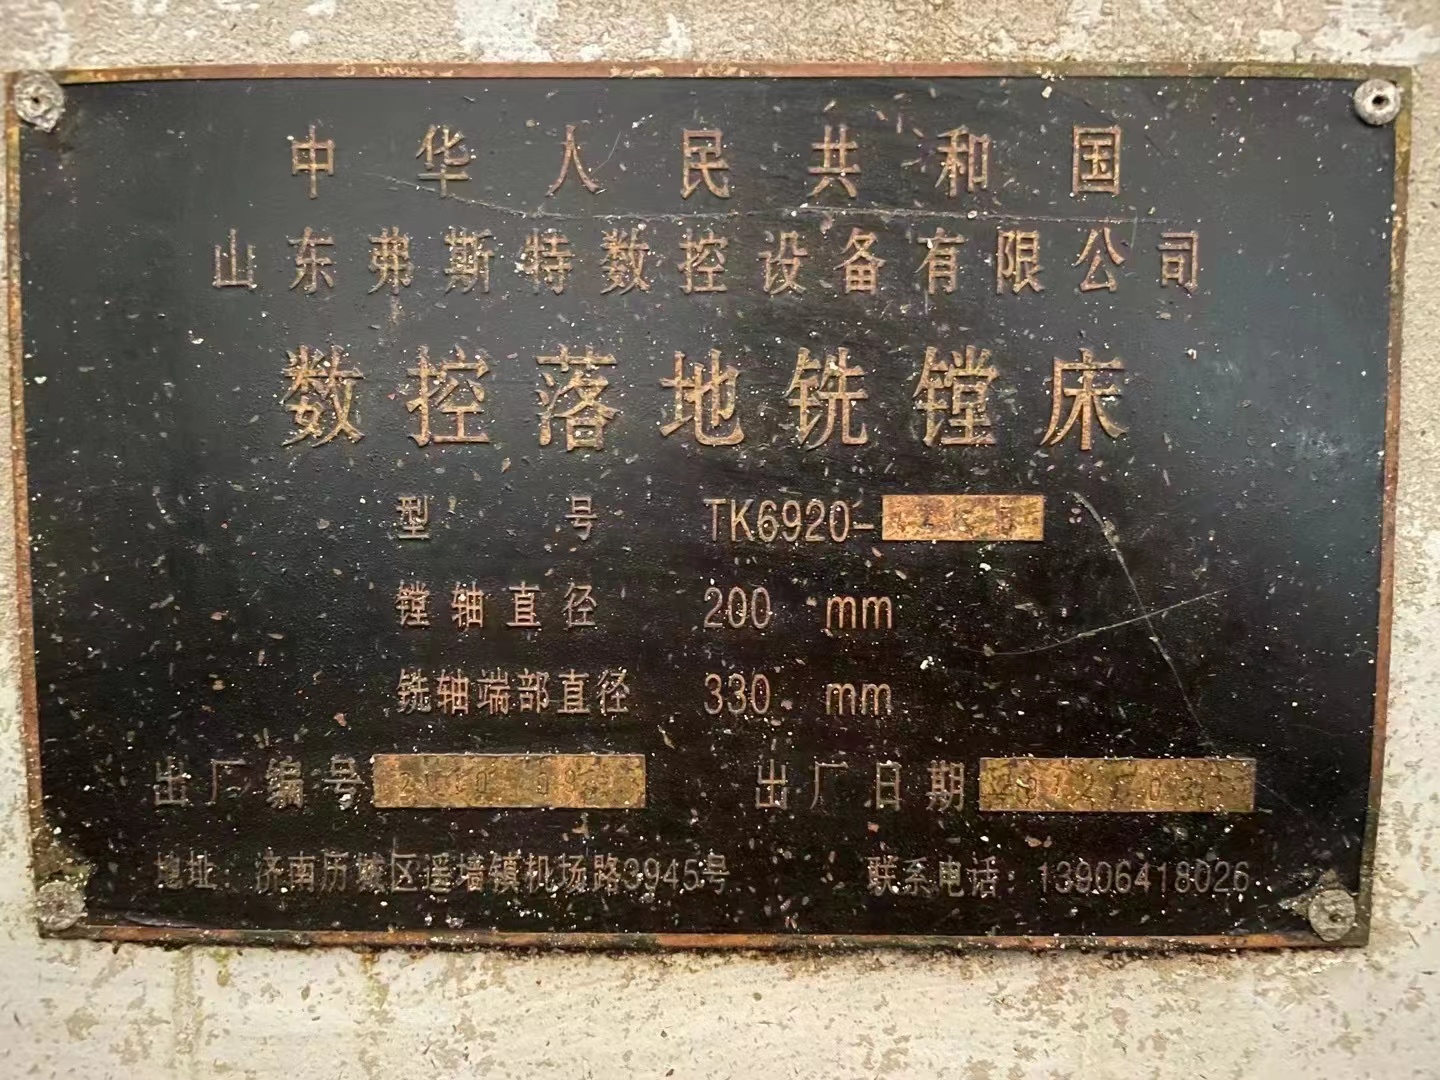 中华人民共和国
山东弗斯特数控设备有限公司
数控落地铣镗床
型 号 TK6920-
镗轴直径 200 mm
铣轴端部直径 330 mm
出厂编号 出厂日期
地址：济南历城区遥墙镇机场路3945号 联系电话：13906418026